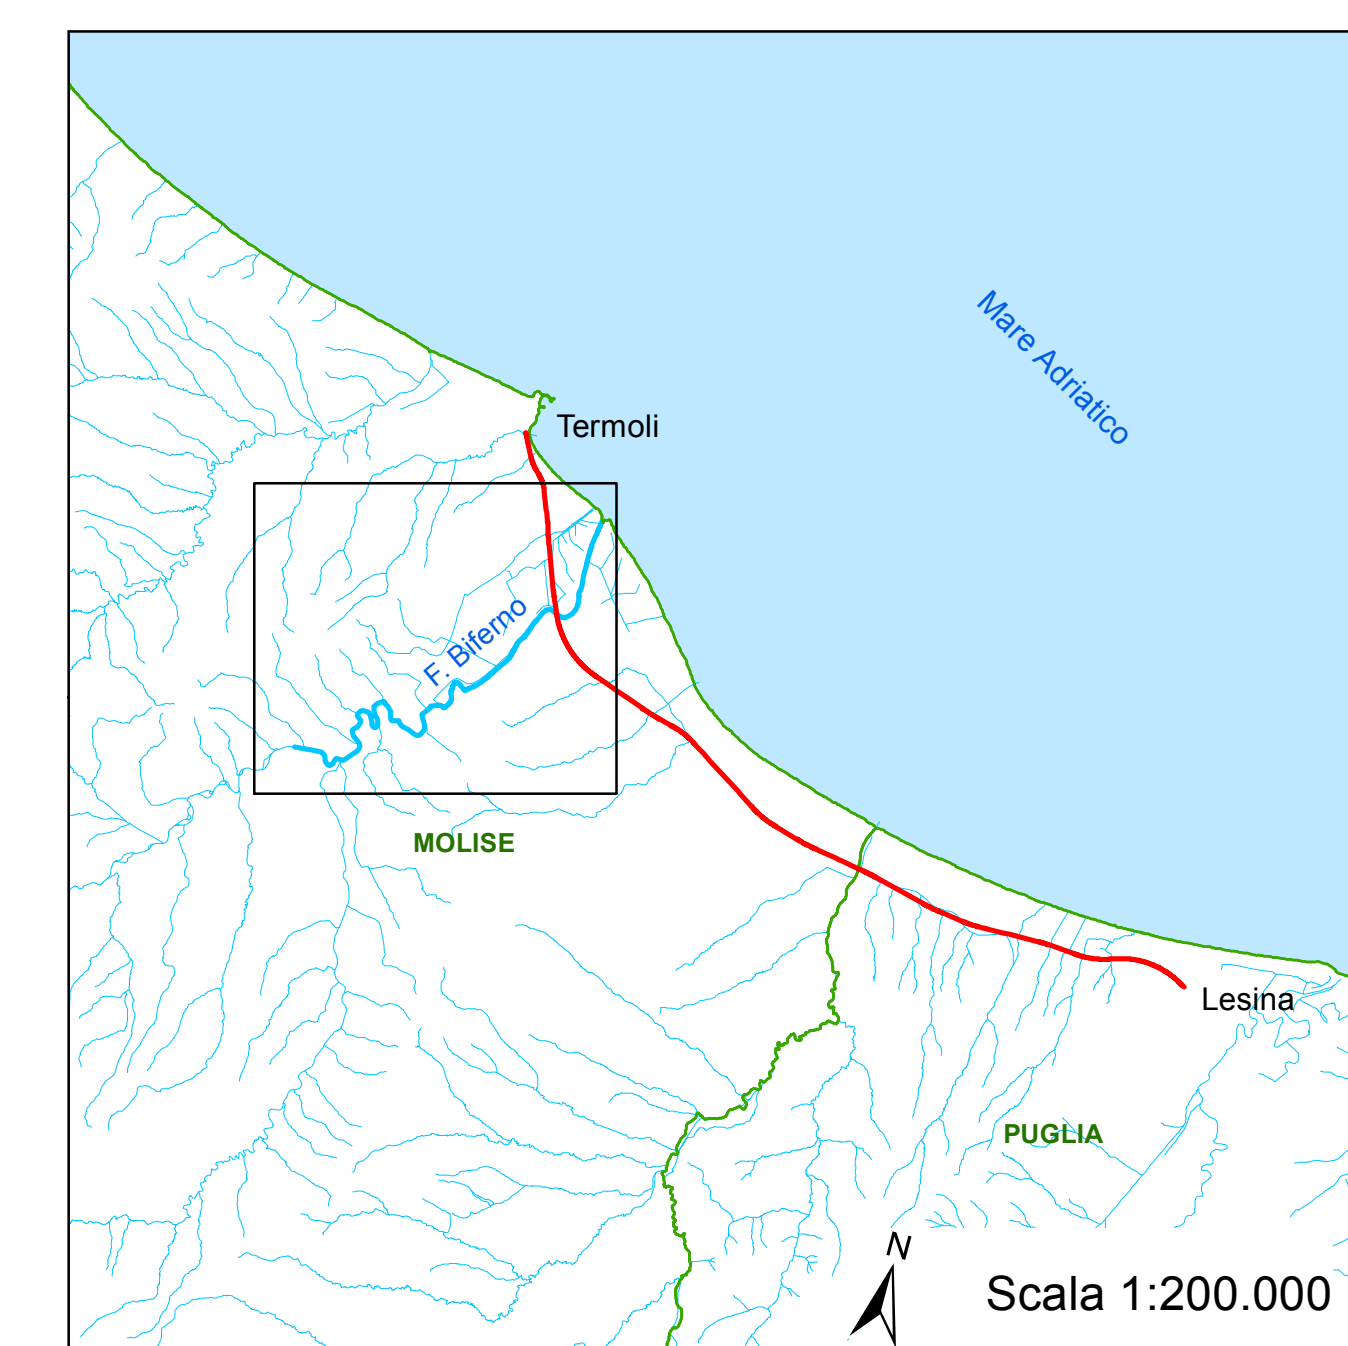 Mare Adriatico
Termoli
F. Biferno
MOLISE
Lesina
PUGLIA
N
Scala 1:200.000